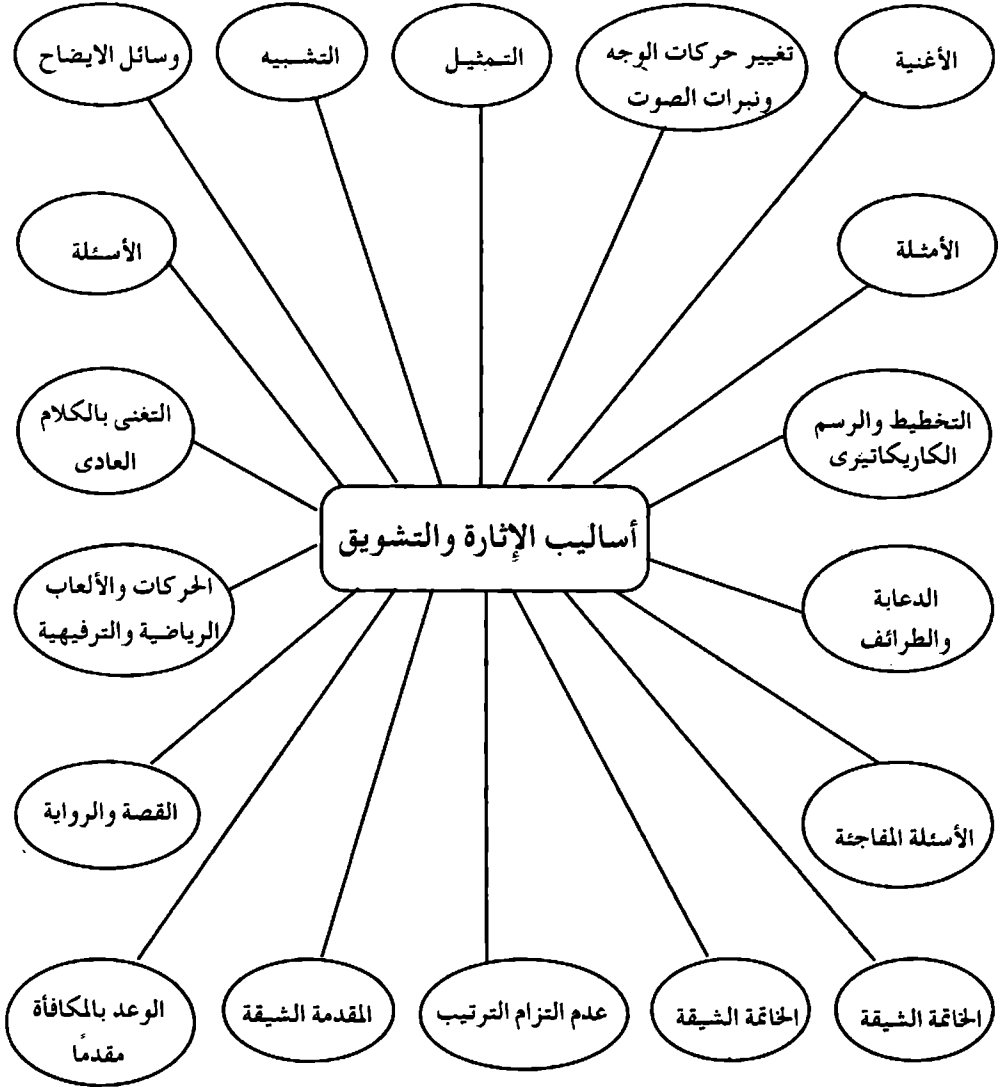 الأغنية
تغيير حركات الوجه
ونبرات الصوت
التمثيل
التشبيه
وسائل الايضاح
الأمثلة
الأسئلة
التخطيط والرسم
الكاريكاتيرى
التغنى بالكلام
العادى
أساليب الإثارة والتشويق
الدعابة
والطرائف
الحركات والألعاب
الرياضية والترفيهية
الأسئلة المفاجئة
القصة والرواية
الخاتمة الشيقة
الخاتمة الشيقة
عدم التزام الترتيب
المقدمة الشيقة
الوعد بالمكافأة
مقدمًا